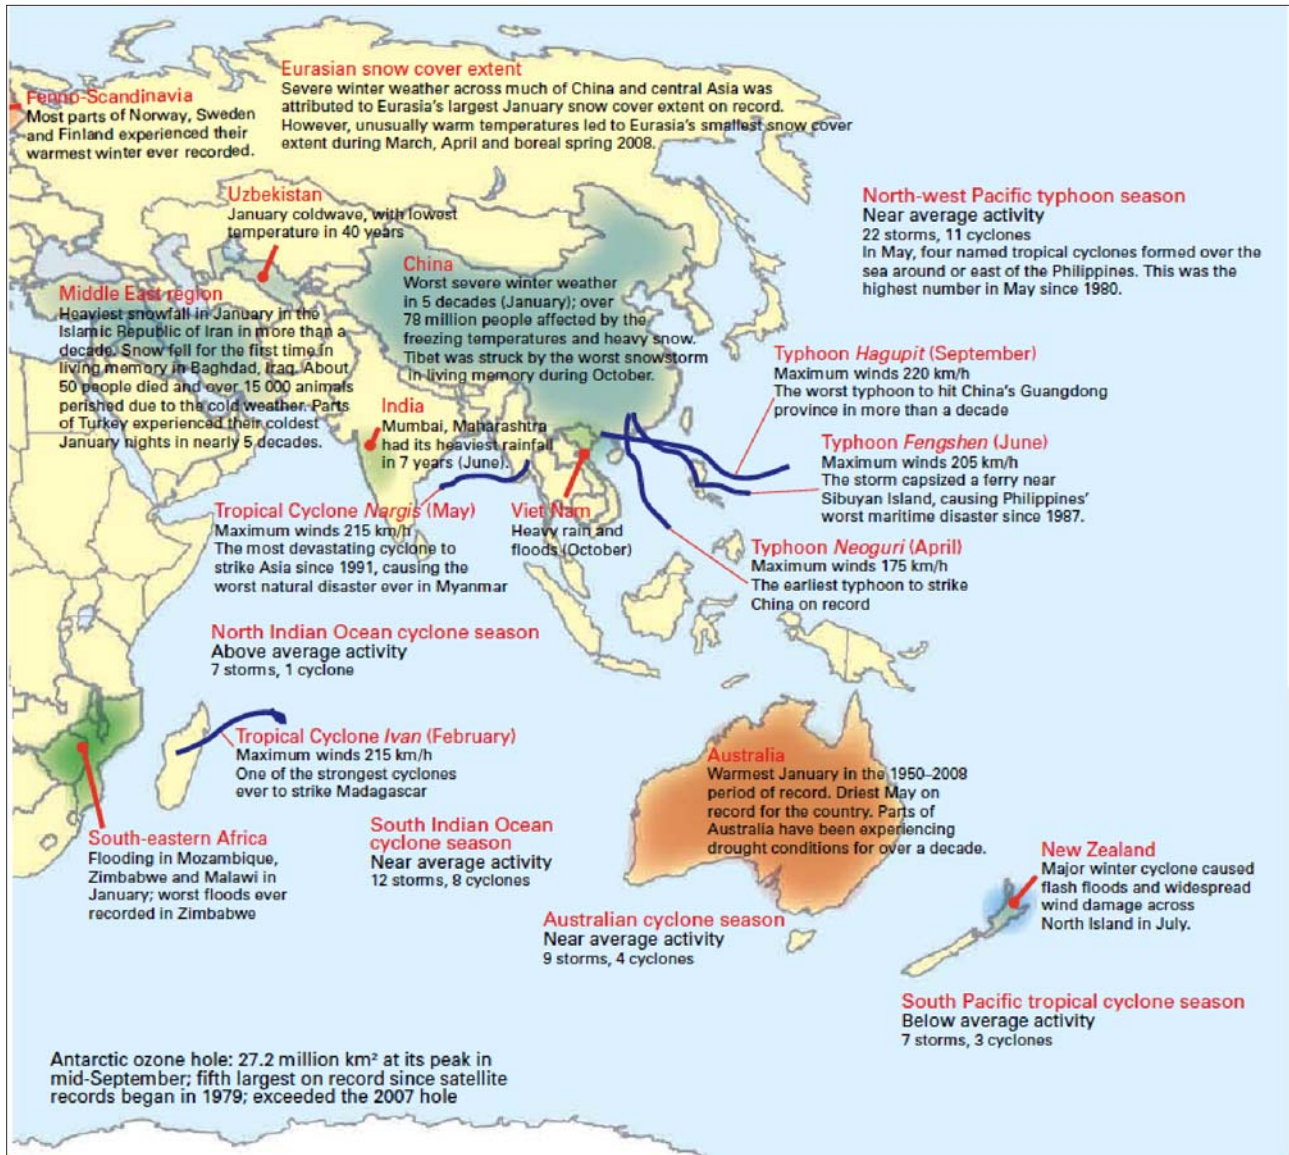 Eurasian snow cover extent
Severe winter weather across much of China and central Asia was
attributed to Eurasia's largest January snow cover extent on record.
However, unusually warm temperatures led to Eurasia's smallest snow cover
extent during March, April and boreal spring 2008.
Fenno-Scandinavia
Most parts of Norway, Sweden
and Finland experienced their
warmest winter ever recorded.
Uzbekistan
January coldwave, with lowest
temperature in 40 years
North-west Pacific typhoon season
Near average activity
22 storms, 11 cyclones
In May, four named tropical cyclones formed over the
sea around or east of the Philippines. This was the
highest number in May since 1980.
China
Worst severe winter weather
in 5 decades (January); over
78 million people affected by the
freezing temperatures and heavy snow.
Tibet was struck by the worst snowstorm
in living memory during October.
Middle East region
Heaviest snowfall in January in the
Islamic Republic of Iran in more than a
decade. Snow fell for the first time in
living memory in Baghdad, Iraq. About
50 people died and over 15 000 animals
perished due to the cold weather. Parts
of Turkey experienced their coldest
January nights in nearly 5 decades.
Typhoon Hagupit (September)
Maximum winds 220 km/h
The worst typhoon to hit China's Guangdong
province in more than a decade
India
Mumbai, Maharashtra
had its heaviest rainfall
in 7 years (June).
Typhoon Fengshen (June)
Maximum winds 205 km/h
The storm capsized a ferry near
Sibuyan Island, causing Philippines'
worst maritime disaster since 1987.
Tropical Cyclone Nargis (May)
Maximum winds 215 km/h
The most devastating cyclone to
strike Asia since 1991, causing the
worst natural disaster ever in Myanmar
Viet Nam
Heavy rain and
floods (October)
Typhoon Neoguri (April)
Maximum winds 175 km/h
The earliest typhoon to strike
China on record
North Indian Ocean cyclone season
Above average activity
7 storms, 1 cyclone
Tropical Cyclone Ivan (February)
Maximum winds 215 km/h
One of the strongest cyclones
ever to strike Madagascar
Australia
Warmest January in the 1950–2008
period of record. Driest May on
record for the country. Parts of
Australia have been experiencing
drought conditions for over a decade.
South-eastern Africa
Flooding in Mozambique,
Zimbabwe and Malawi in
January; worst floods ever
recorded in Zimbabwe
South Indian Ocean
cyclone season
Near average activity
12 storms, 8 cyclones
New Zealand
Major winter cyclone caused
flash floods and widespread
wind damage across
North Island in July.
Australian cyclone season
Near average activity
9 storms, 4 cyclones
South Pacific tropical cyclone season
Below average activity
7 storms, 3 cyclones
Antarctic ozone hole: 27.2 million km² at its peak in
mid-September; fifth largest on record since satellite
records began in 1979; exceeded the 2007 hole